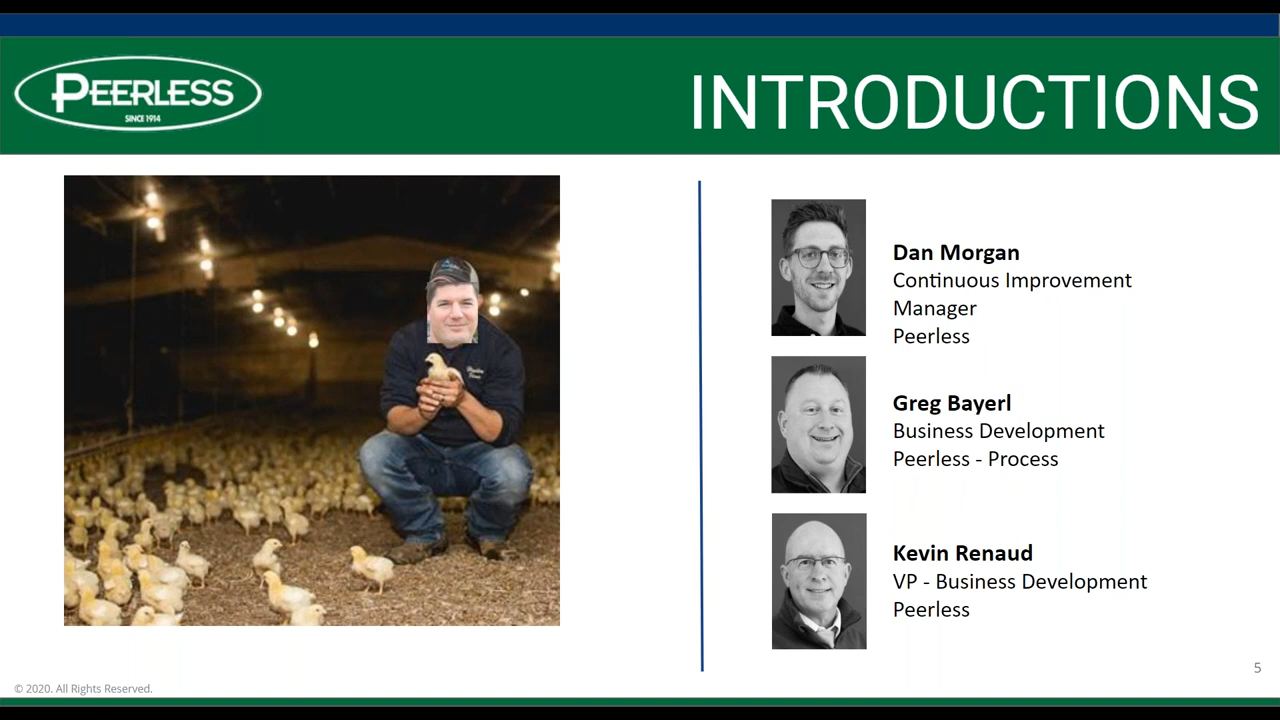 PEERLESS
SINCE 1914
INTRODUCTIONS
Dan Morgan
Continuous Improvement
Manager
Peerless
Greg Bayerl
Business Development
Peerless - Process
Kevin Renaud
VP - Business Development
Peerless
5
© 2020. All Rights Reserved.